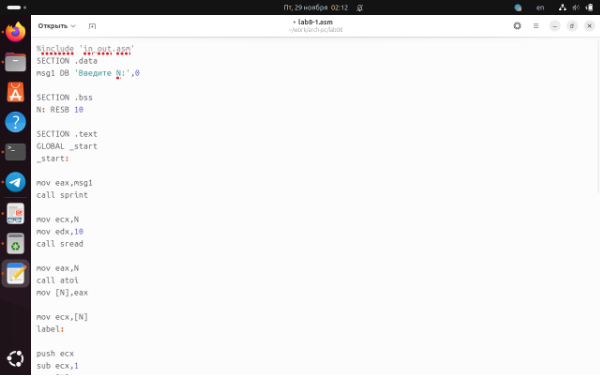 Пт, 29 ноября 02:12
en
Открыть
• lab8-1.asm
~/work/arch-pc/lab08
%include 'in_out.asm'
SECTION .data
msg1 DB 'Введите N:',0
SECTION .bss
N: RESB 10
SECTION .text
GLOBAL _start
_start:
mov eax,msg1
call sprint
mov ecx,N
mov edx,10
call sread
mov eax,N
call atoi
mov [N],eax
mov ecx,[N]
label:
push ecx
sub ecx,1